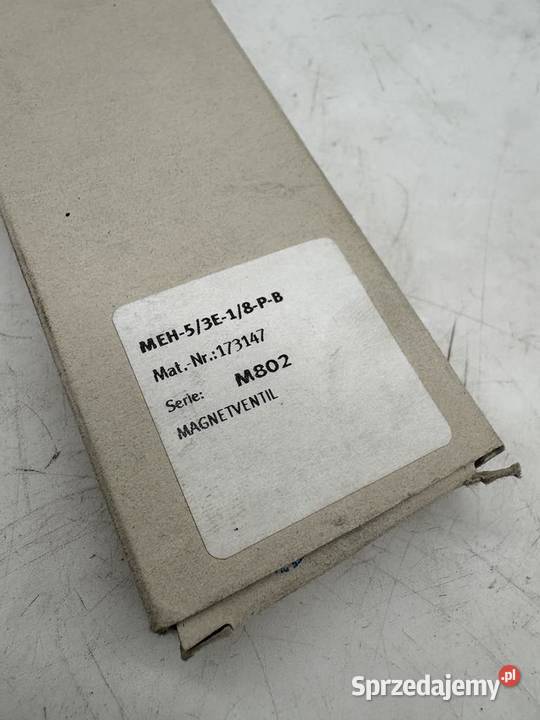 MEH-5/3E-1/8-P-B
Mat.-Nr.:173147
Serie: M802
MAGNETVENTIL
Sprzedajemy.pl